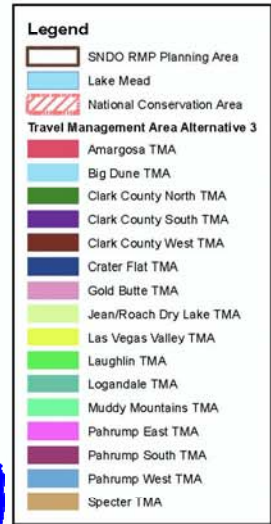 Legend
SNDO RMP Planning Area
Lake Mead
National Conservation Area
Travel Management Area Alternative 3
Amargosa TMA
Big Dune TMA
Clark County North TMA
Clark County South TMA
Clark County West TMA
Crater Flat TMA
Gold Butte TMA
Jean/Roach Dry Lake TMA
Las Vegas Valley TMA
Laughlin TMA
Logandale TMA
Muddy Mountains TMA
Pahrump East TMA
Pahrump South TMA
Pahrump West TMA
Specter TMA